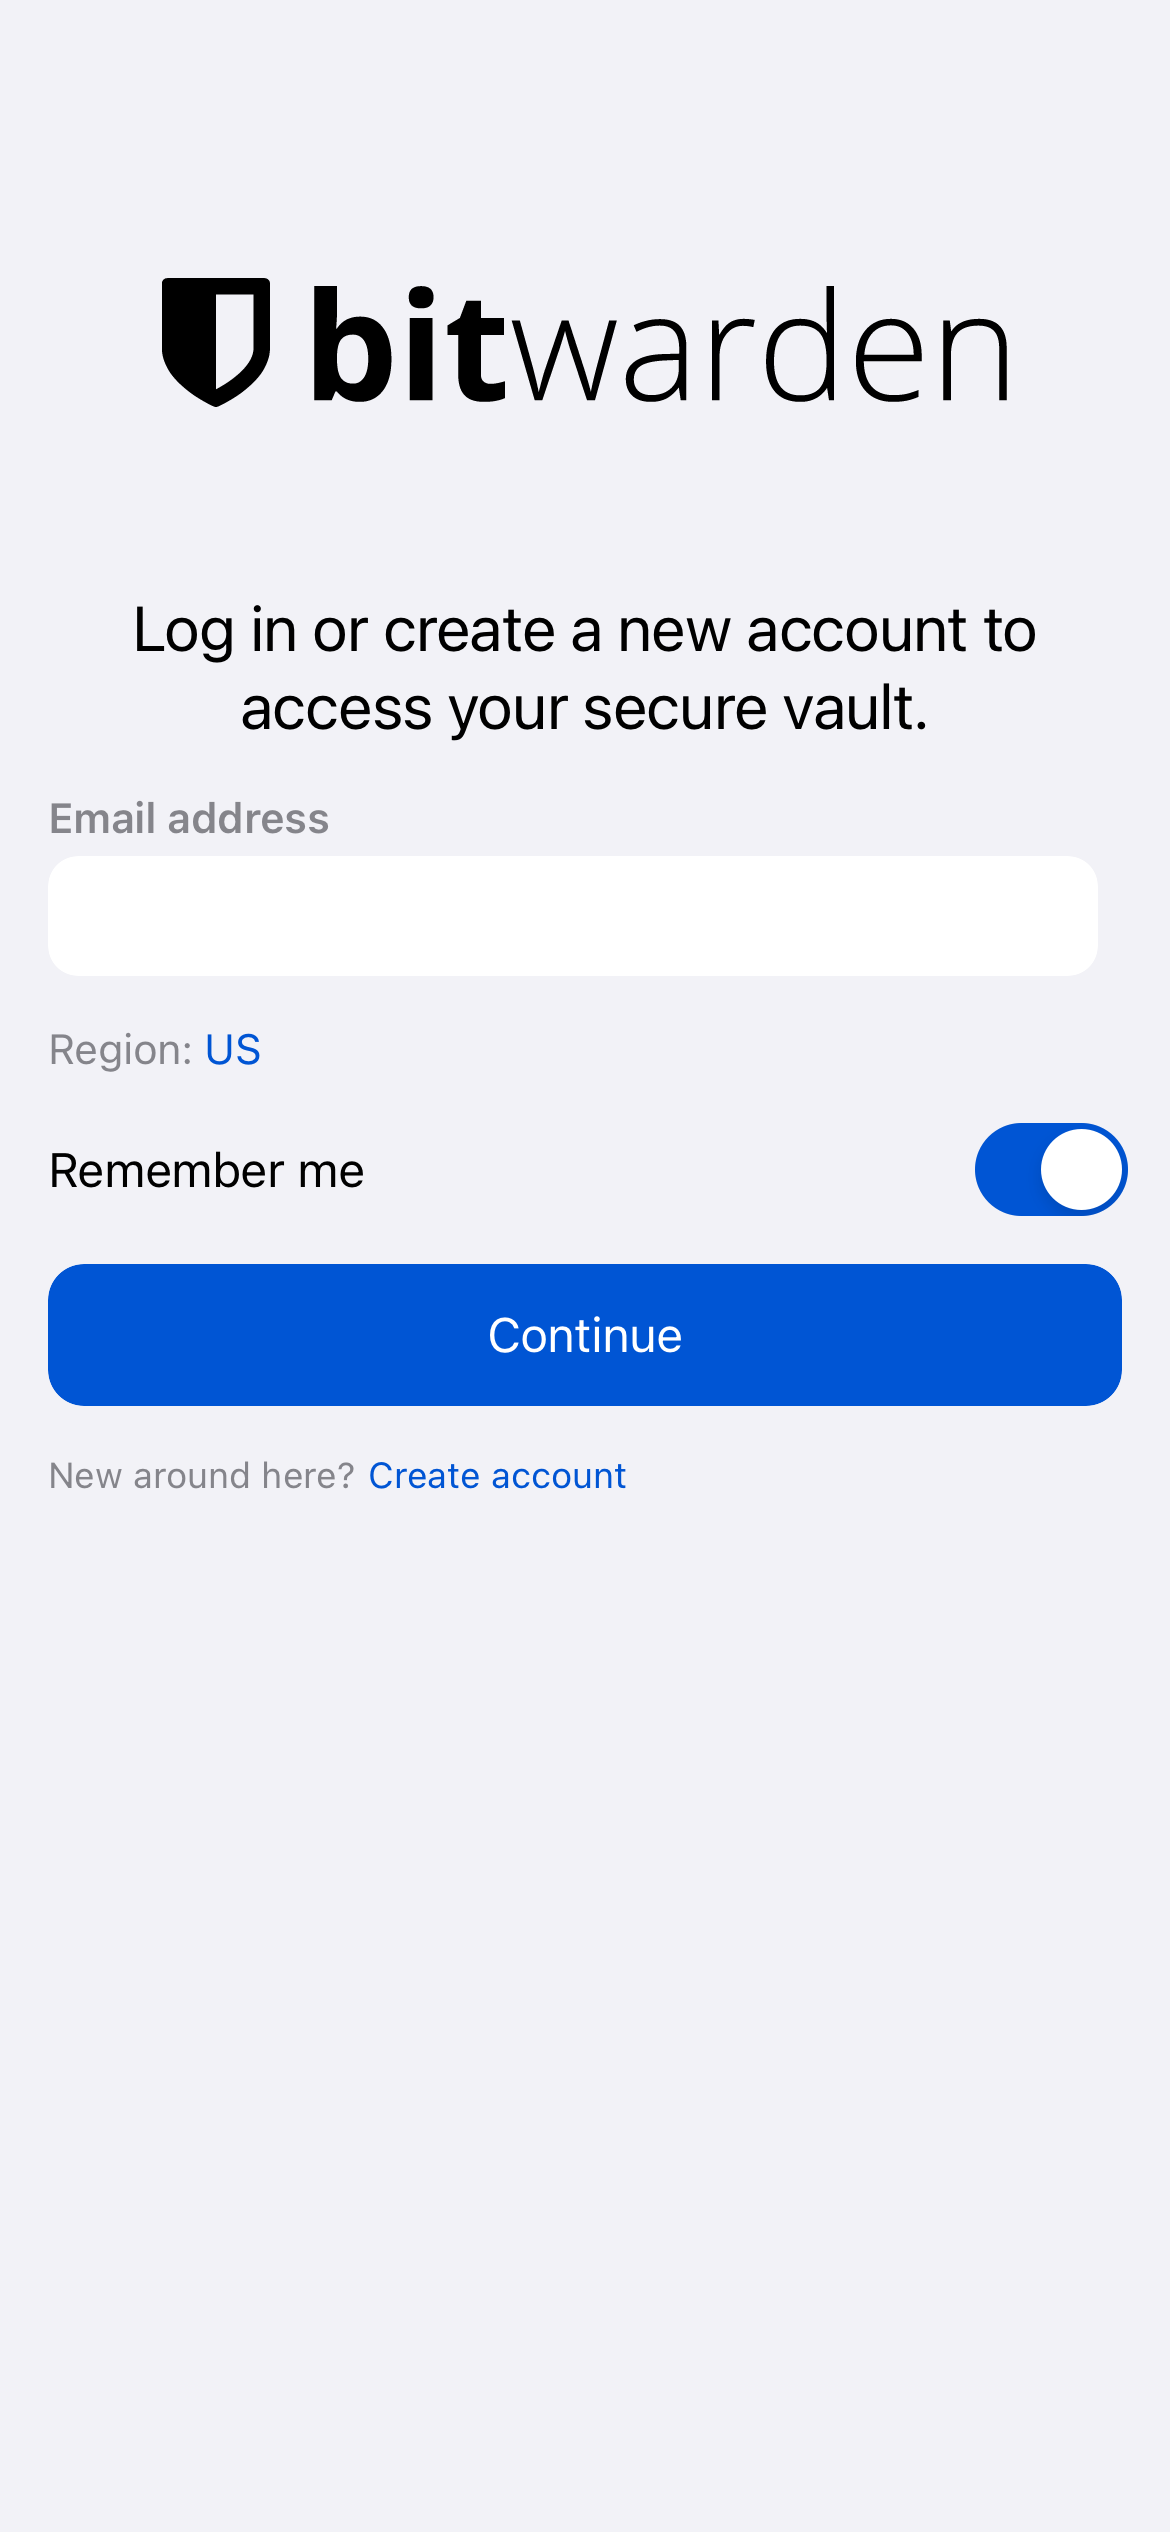 bitwarden
Log in or create a new account to
access your secure vault.
Email address
Region: US
Remember me
Continue
New around here? Create account